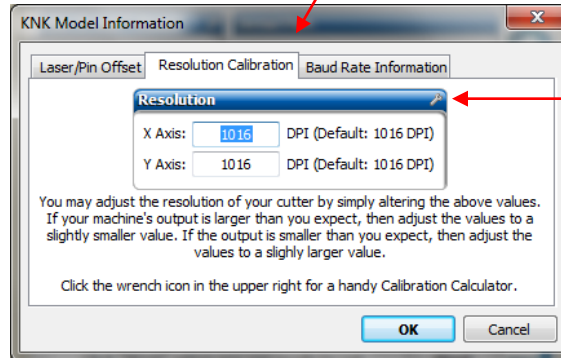 KNK Model Information
Laser/Pin Offset Resolution Calibration Baud Rate Information
Resolution
X Axis: 1016 DPI (Default: 1016 DPI)
Y Axis: 1016 DPI (Default: 1016 DPI)
You may adjust the resolution of your cutter by simply altering the above values.
If your machine's output is larger than you expect, then adjust the values to a
slightly smaller value. If the output is smaller than you expect, then adjust the
values to a slighly larger value.
Click the wrench icon in the upper right for a handy Calibration Calculator.
OK Cancel